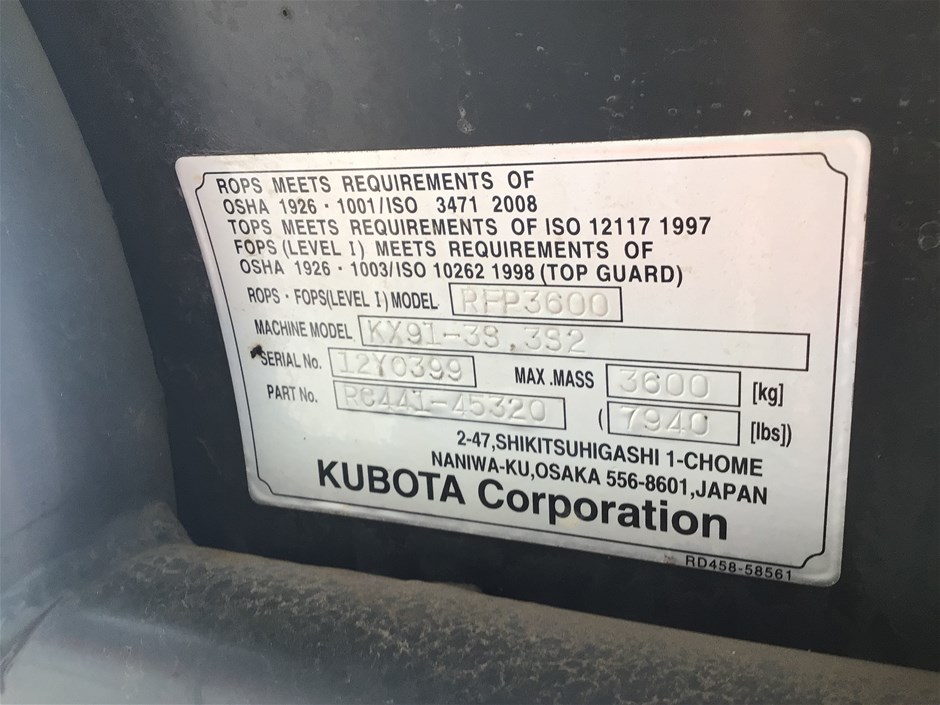 ROPS MEETS REQUIREMENTS OF
OSHA 1926・1001/ISO 3471 2008
TOPS MEETS REQUIREMENTS OF ISO 12117 1997
FOPS (LEVEL I) MEETS REQUIREMENTS OF
OSHA 1926・1003/ISO 10262 1998 (TOP GUARD)
ROPS・FOPS(LEVEL I) MODEL RFP3600
MACHINE MODEL KX91-3S,3S2
SERIAL No. 12Y0399 MAX.MASS 3600 [kg]
PART No. RC441-45320 (7940 [lbs])
2-47,SHIKITSUHIGASHI 1-CHOME
NANIWA-KU,OSAKA 556-8601,JAPAN
KUBOTA Corporation
RD458-58561